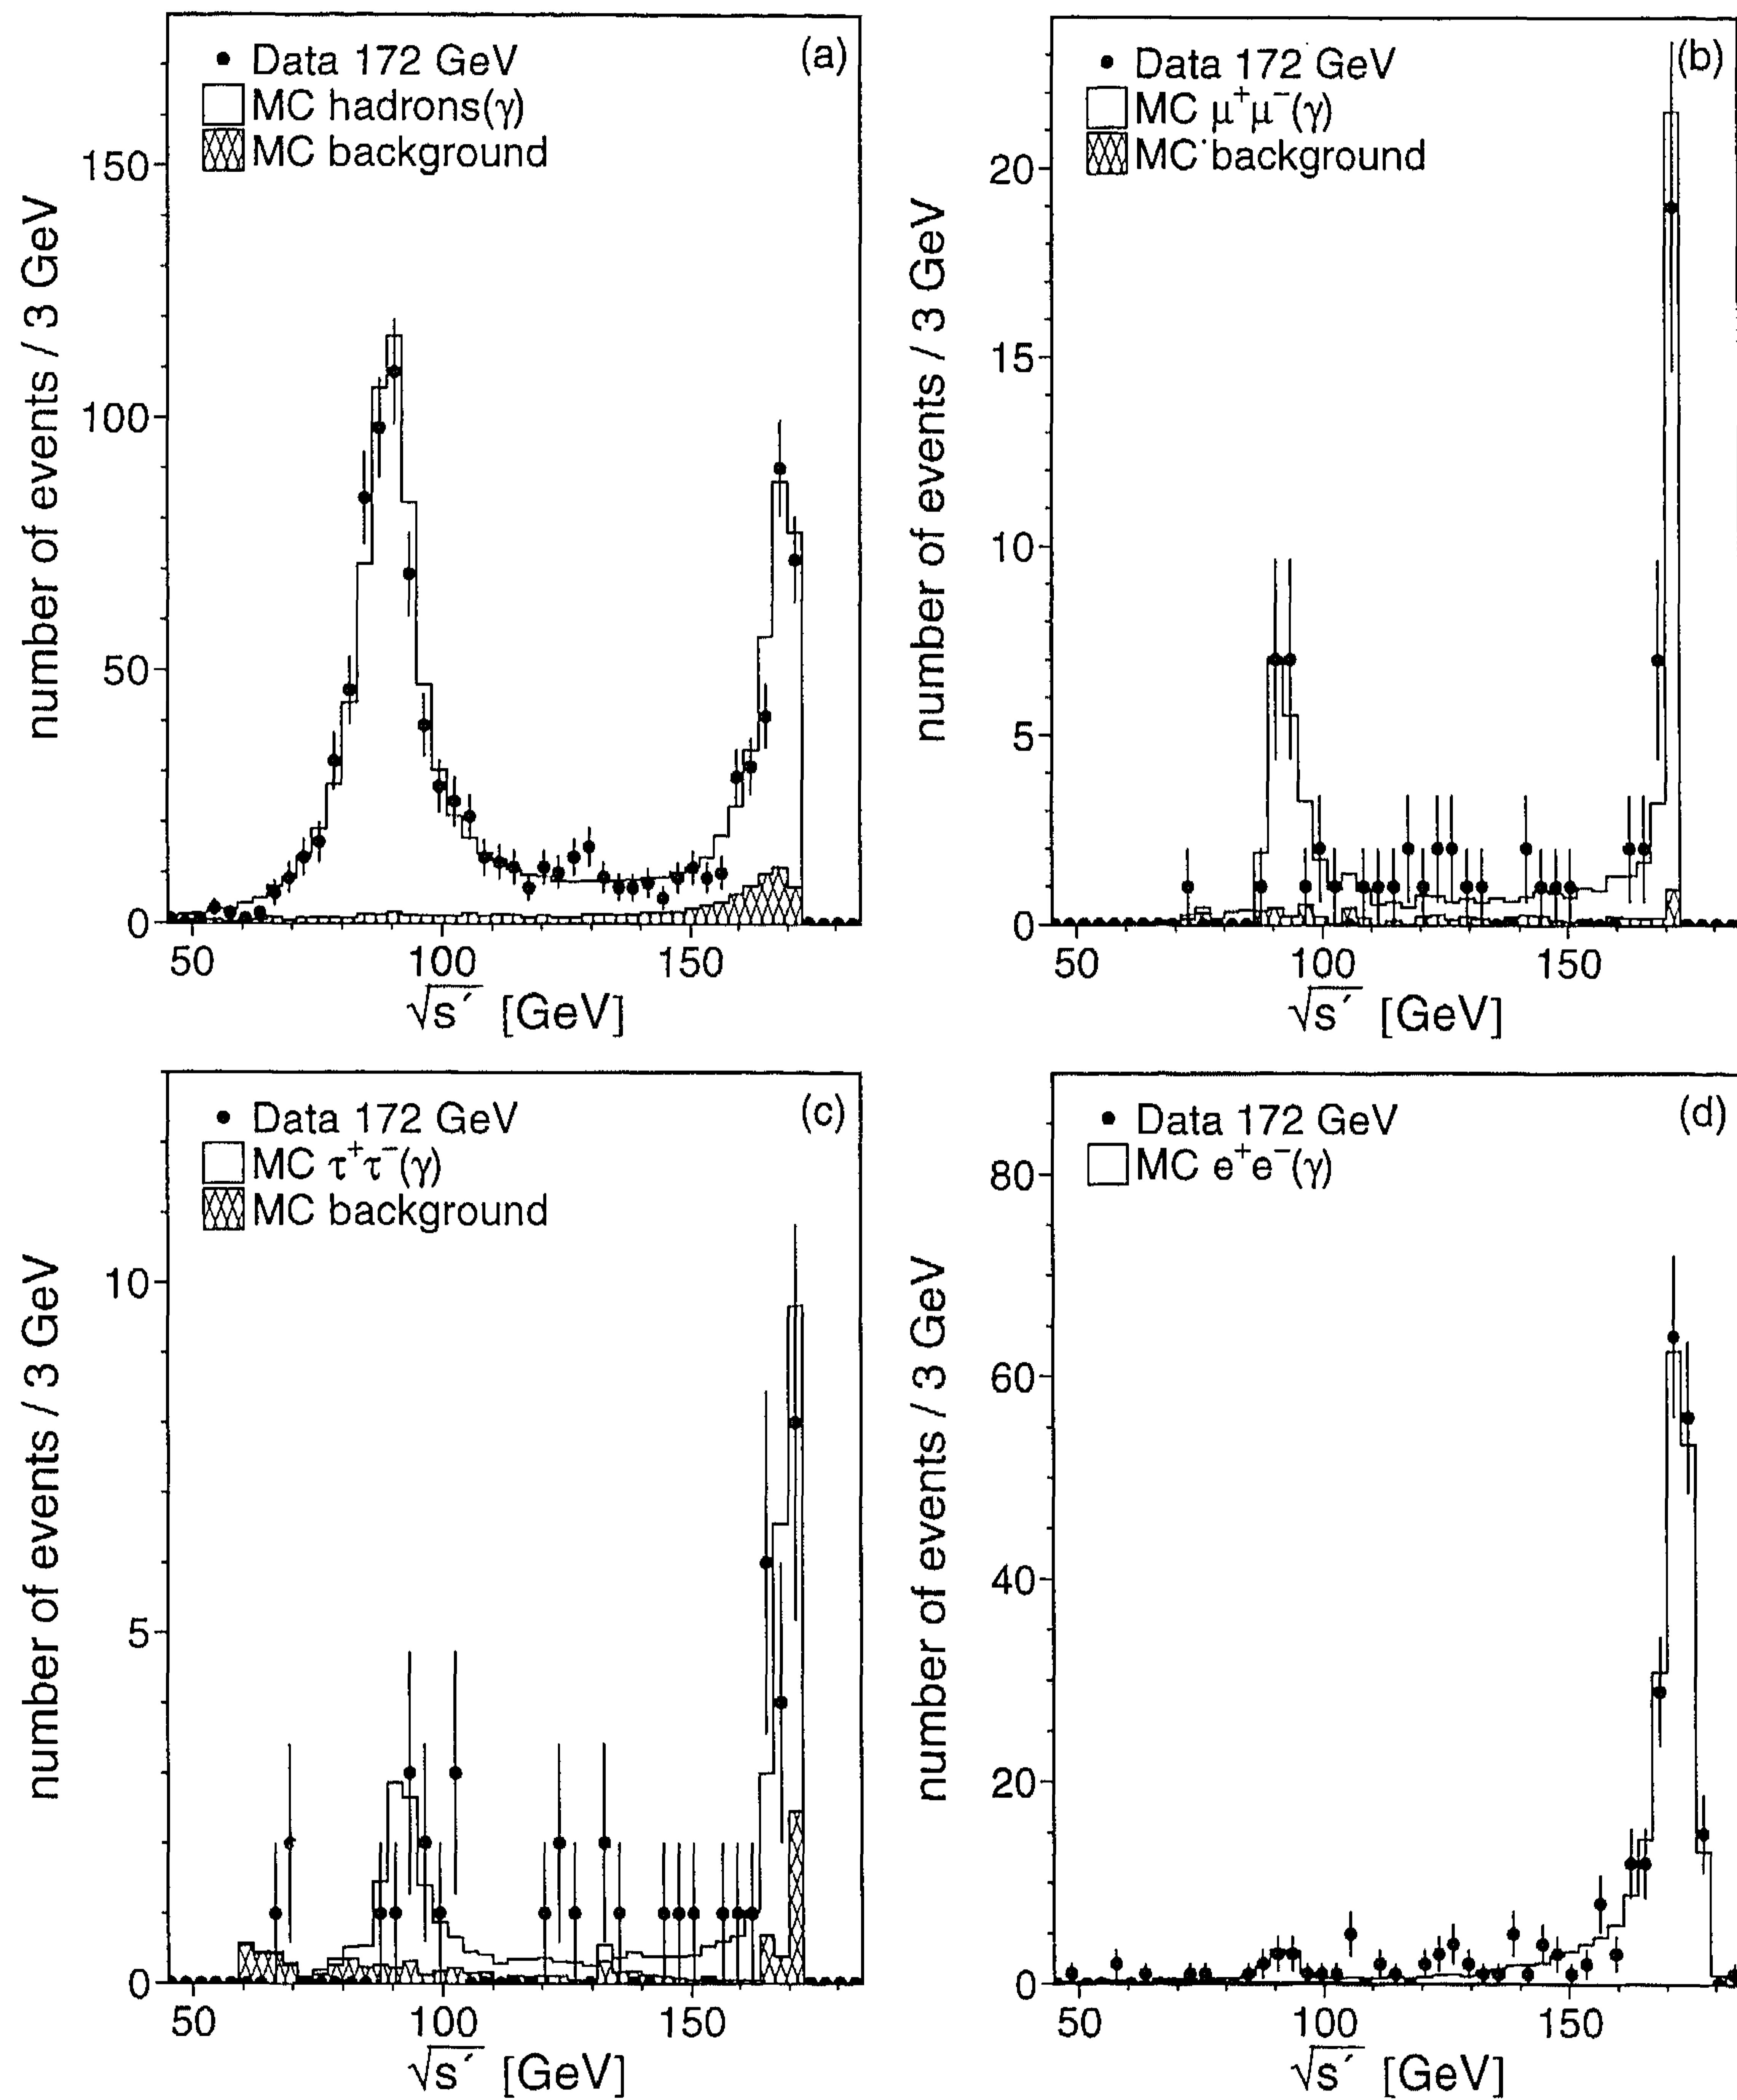 (a)
Data 172 GeV
MC hadrons(γ)
MC background
number of events / 3 GeV
150
100
50
0
50 100 150
√s′ [GeV]
(b)
Data 172 GeV
MC μ⁺μ⁻(γ)
MC background
number of events / 3 GeV
20
15
10
5
0
50 100 150
√s′ [GeV]
(c)
Data 172 GeV
MC τ⁺τ⁻(γ)
MC background
number of events / 3 GeV
10
5
0
50 100 150
√s′ [GeV]
(d)
Data 172 GeV
MC e⁺e⁻(γ)
number of events / 3 GeV
80
60
40
20
0
50 100 150
√s′ [GeV]